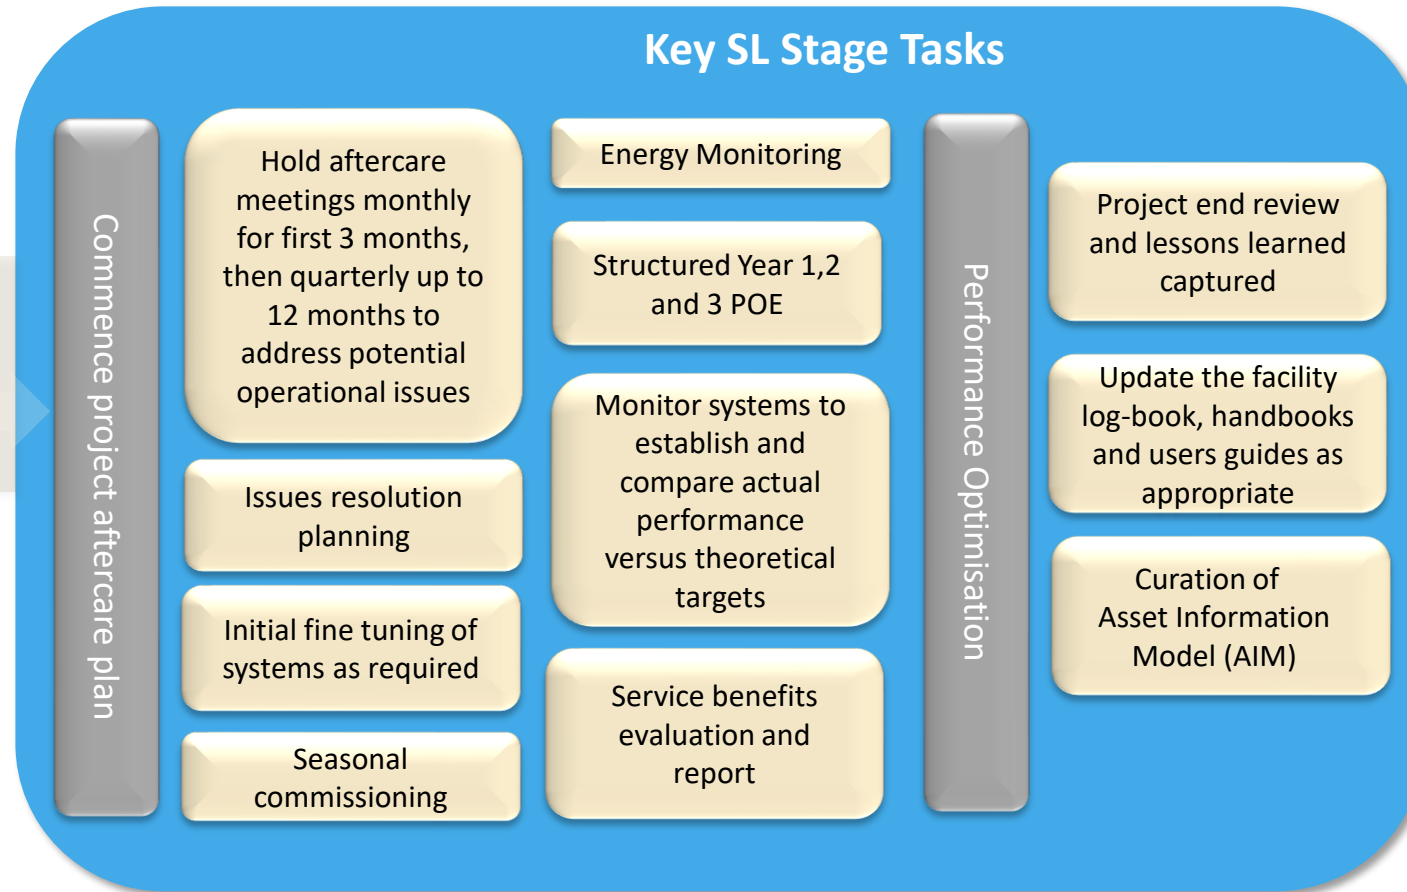 Key SL Stage Tasks
Commence project aftercare plan
Hold aftercare
meetings monthly
for first 3 months,
then quarterly up to
12 months to
address potential
operational issues
Issues resolution
planning
Initial fine tuning of
systems as required
Seasonal
commissioning
Energy Monitoring
Structured Year 1,2
and 3 POE
Monitor systems to
establish and
compare actual
performance
versus theoretical
targets
Service benefits
evaluation and
report
Performance Optimisation
Project end review
and lessons learned
captured
Update the facility
log-book, handbooks
and users guides as
appropriate
Curation of
Asset Information
Model (AIM)